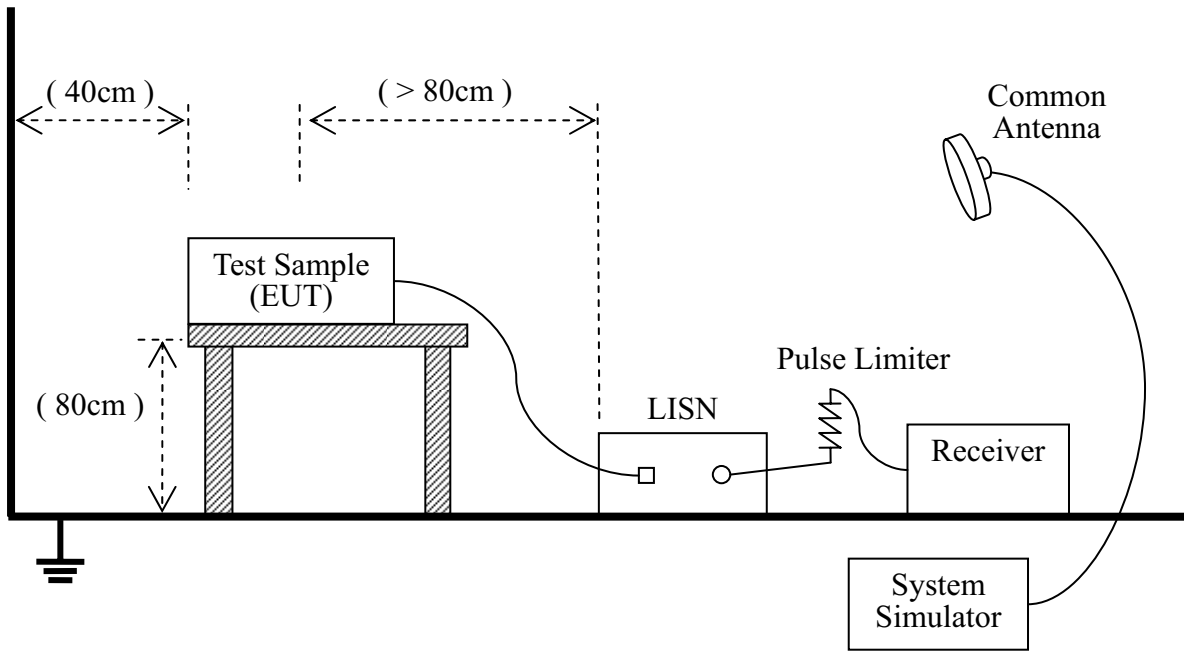 ( 40cm )
( > 80cm )
Common
Antenna
Test Sample
(EUT)
Pulse Limiter
( 80cm )
LISN
Receiver
System
Simulator